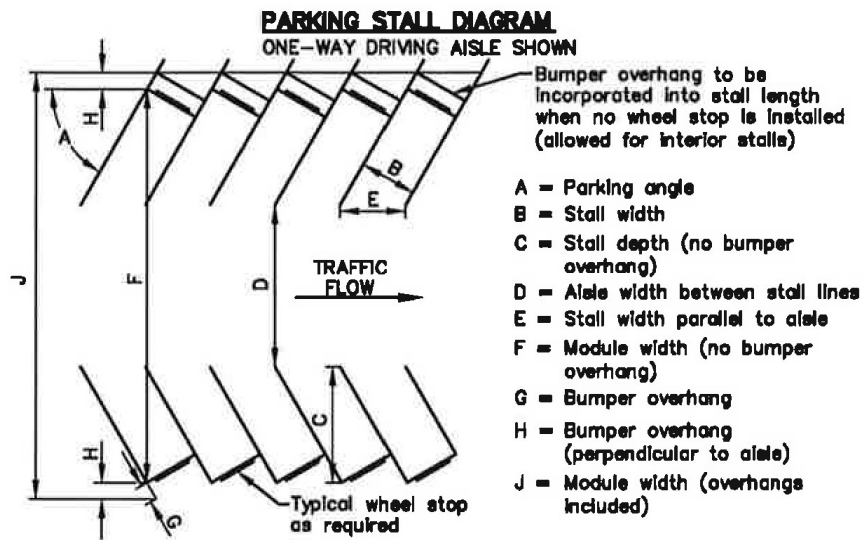 PARKING STALL DIAGRAM
ONE-WAY DRIVING AISLE SHOWN
Bumper overhang to be
incorporated into stall length
when no wheel stop is installed
(allowed for interior stalls)
H
A
B
E
J
F
D
TRAFFIC
FLOW
C
H
G
Typical wheel stop
as required
A = Parking angle
B = Stall width
C = Stall depth (no bumper
overhang)
D = Aisle width between stall lines
E = Stall width parallel to aisle
F = Module width (no bumper
overhang)
G = Bumper overhang
H = Bumper overhang
(perpendicular to aisle)
J = Module width (overhangs
included)